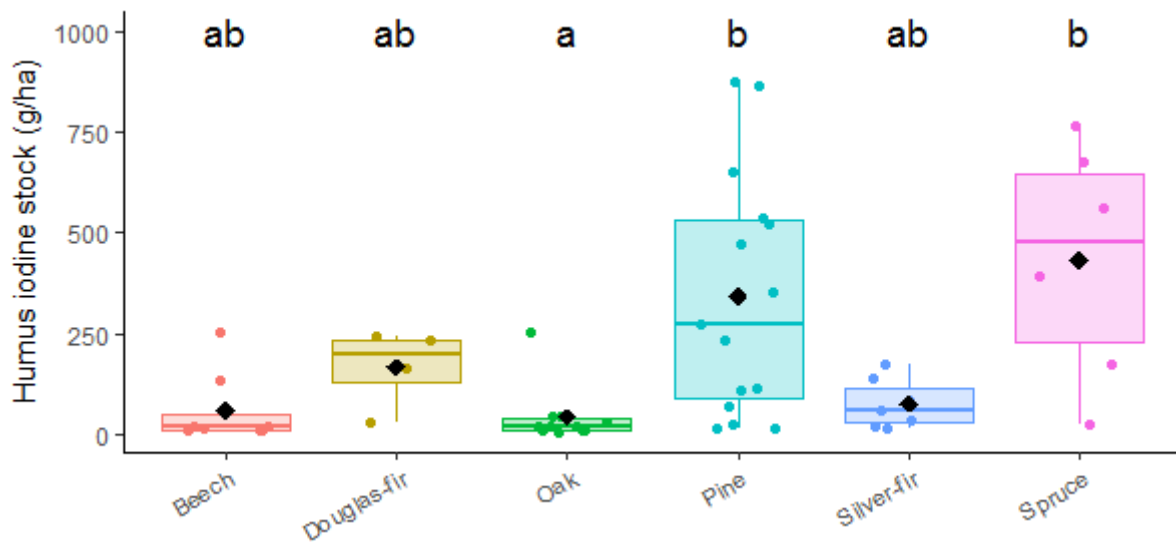 1000
ab
ab
a
b
ab
b
750
500
250
0
Humus iodine stock (g/ha)
Beech
Douglas-fir
Oak
Pine
Silver-fir
Spruce